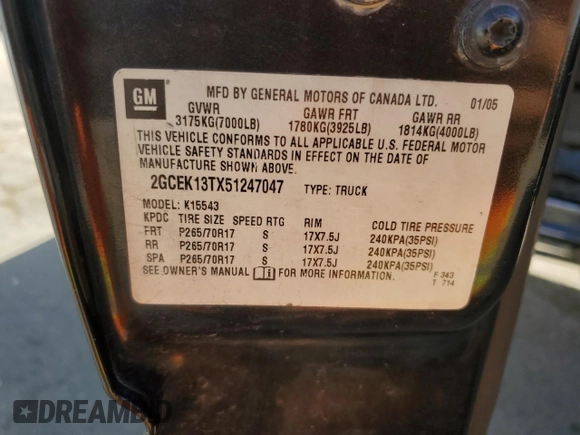 GM
MFD BY GENERAL MOTORS OF CANADA LTD. 01/05
GVWR GAWR FRT GAWR RR
3175KG(7000LB) 1780KG(3925LB) 1814KG(4000LB)
THIS VEHICLE CONFORMS TO ALL APPLICABLE U.S. FEDERAL MOTOR
VEHICLE SAFETY STANDARDS IN EFFECT ON THE DATE OF
MANUFACTURE SHOWN ABOVE.
2GCEK13TX51247047 TYPE: TRUCK
MODEL: K15543
KPDC TIRE SIZE SPEED RTG RIM COLD TIRE PRESSURE
FRT P265/70R17 S 17X7.5J 240KPA(35PSI)
RR P265/70R17 S 17X7.5J 240KPA(35PSI)
SPA P265/70R17 S 17X7.5J 240KPA(35PSI)
SEE OWNER'S MANUAL FOR MORE INFORMATION.
F 343
T 714
DREAMBID